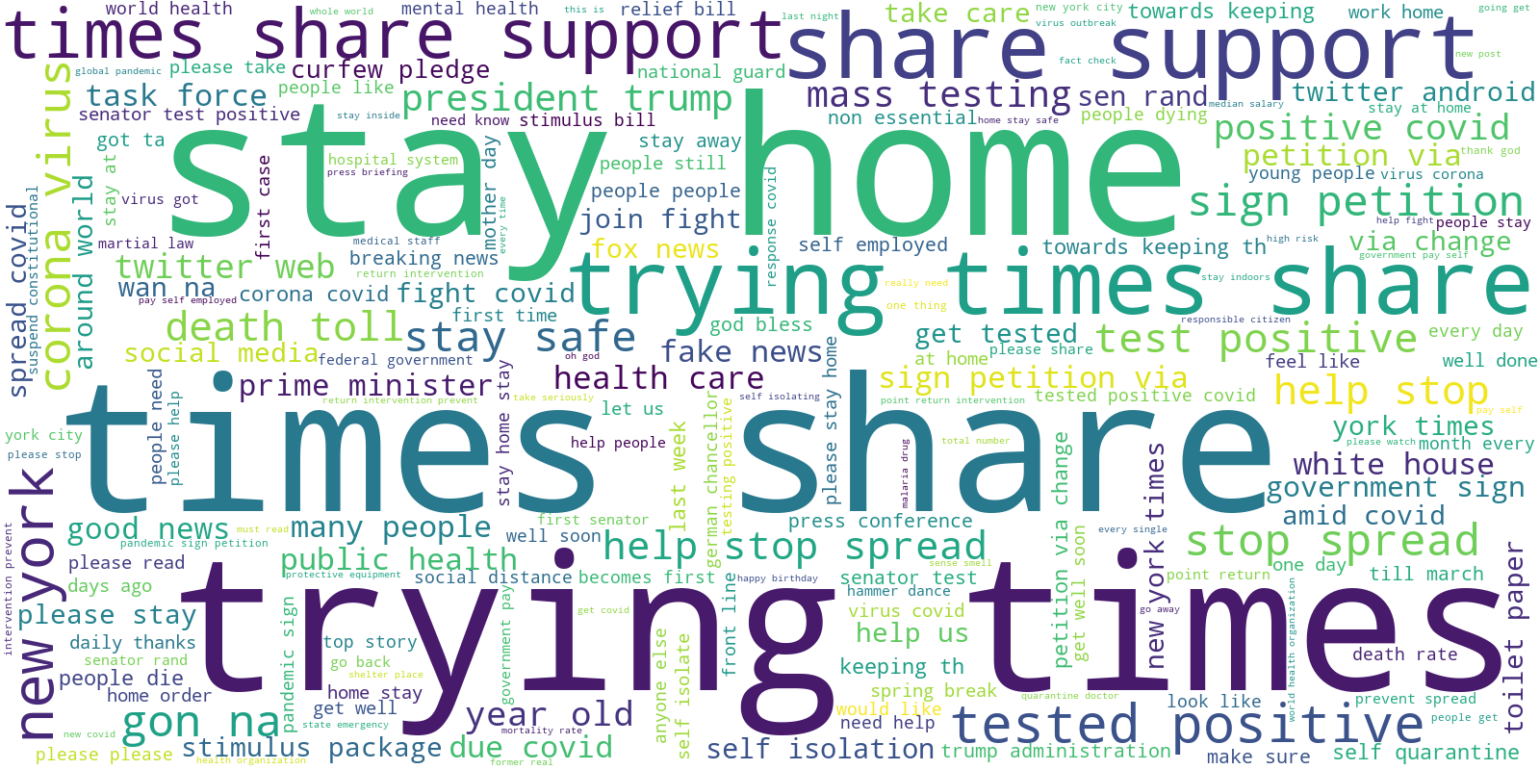 world health
mental health
this is
relief bill
last night
take care
new york city
virus outbreak
towards keeping
work home
going get
whole world
times share support
share support
new post
fact check
global pandemic
please take
curfew pledge
national guard
people like
task force
president trump
mass testing
sen rand
median salary
twitter android
stay at home
senator test positive
stay inside
need know
stimulus bill
non essential
home stay safe
people dying
positive covid
corona virus
got ta
stay home
stay away
hospital system
press briefing
people still
petition via
thank god
young people
virus corona
stay at
virus got
first case
people people
sign petition
join fight
mother day
every time
response covid
help fight
people stay
spread covid
suspend constitutional
around world
martial law
medical staff
breaking news
return intervention
fox news
self employed
towards keeping th
high risk
via change
government pay self
twitter web
wan na
pay self employed
corona covid
fight covid
trying times share
really need
one thing
stay indoors
first time
death toll
stay safe
god bless
get tested
responsible citizen
test positive
every day
social media
federal government
oh god
fake news
at home
please share
feel like
well done
prime minister
health care
sign petition via
help stop
return intervention prevent
take seriously
self isolating
point return intervention
tested positive covid
pay self
people need
please help
stay home stay
let us
please stay home
york city
times share
york times
please stop
help people
last week
german chancellor
testing positive
total number
malaria drug
please watch
month every
white house
government sign
new york
first senator
press conference
petition via change
get well soon
new york times
amid covid
good news
must read
many people
well soon
every single
intervention prevent
pandemic sign petition
help stop spread
stop spread
please read
public health
sense smell
point return
one day
till march
toilet paper
days ago
protective equipment
social distance
becomes first
happy birthday
senator test
hammer dance
trying times
please stay
get covid
virus covid
go away
help us
daily thanks
pandemic sign
top story
government pay
anyone else
self isolate
front line
world health organization
senator rand
go back
keeping th
death rate
people die
shelter place
home order
home stay
spring break
quarantine doctor
look like
prevent spread
get well
would like
gon na
year old
need help
tested positive
people get
new covid
state emergency
mortality rate
please please
stimulus package
due covid
self isolation
trump administration
make sure
self quarantine
health organization
former real